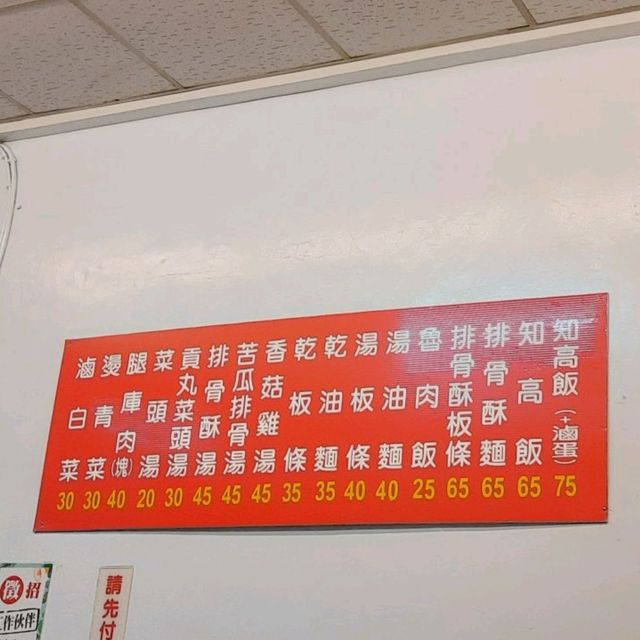 知高飯(+滷蛋) 75
知高飯 65
排骨酥麵 65
排骨酥板條 65
魯肉飯 25
湯油麵 40
湯板條 40
乾油麵 35
乾板條 35
香菇雞湯 45
苦瓜排骨湯 45
排骨酥湯 45
貢丸菜頭湯 30
菜頭湯 20
腿庫肉(塊) 40
燙青菜 30
滷白菜 30
請先付
徵招
工作伙伴